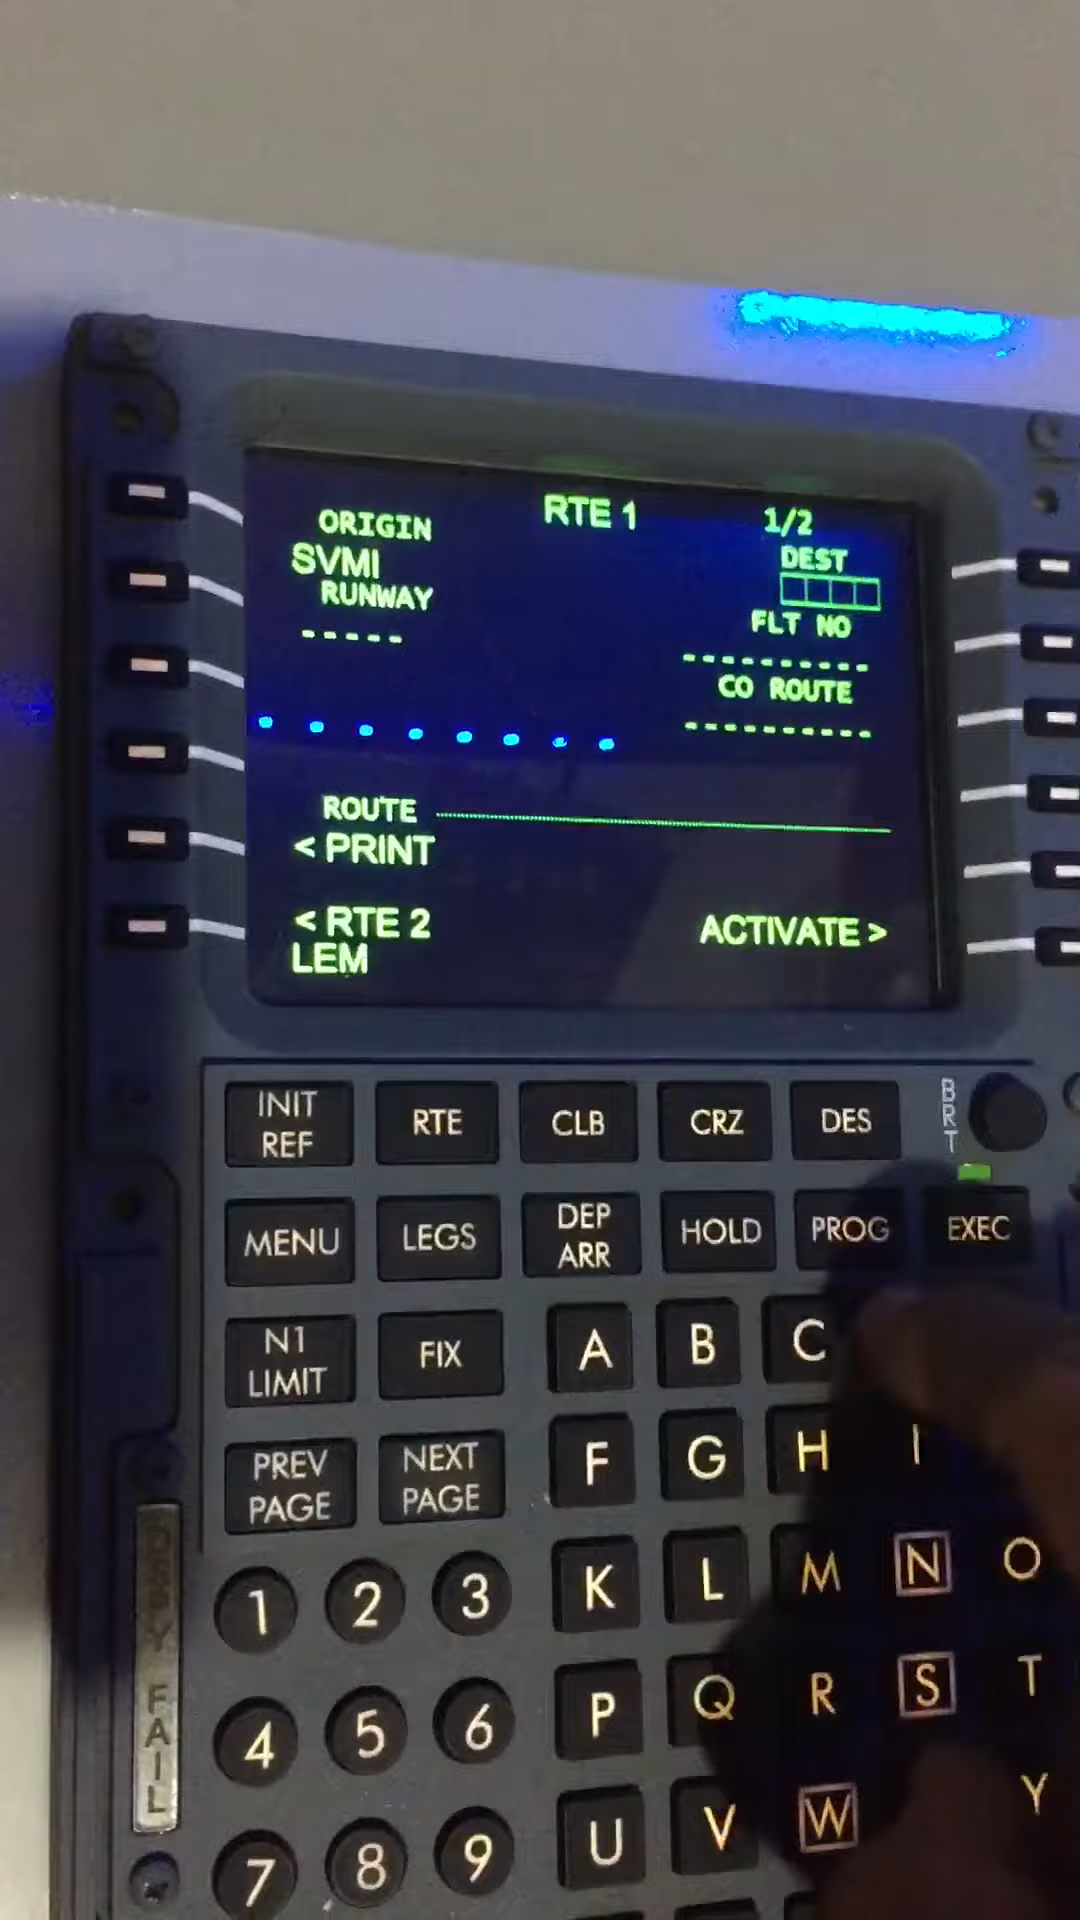 RTE 1 1/2
ORIGIN DEST
SVMI
RUNWAY FLT NO
----- ----------
CO ROUTE
----------
ROUTE
< PRINT
< RTE 2 ACTIVATE >
LEM
INIT REF RTE CLB CRZ DES BRT
MENU LEGS DEP ARR HOLD PROG EXEC
N1 LIMIT FIX A B C
PREV PAGE NEXT PAGE F G H I
1 2 3 K L M N O
4 5 6 P Q R S T
7 8 9 U V W Y
FAIL